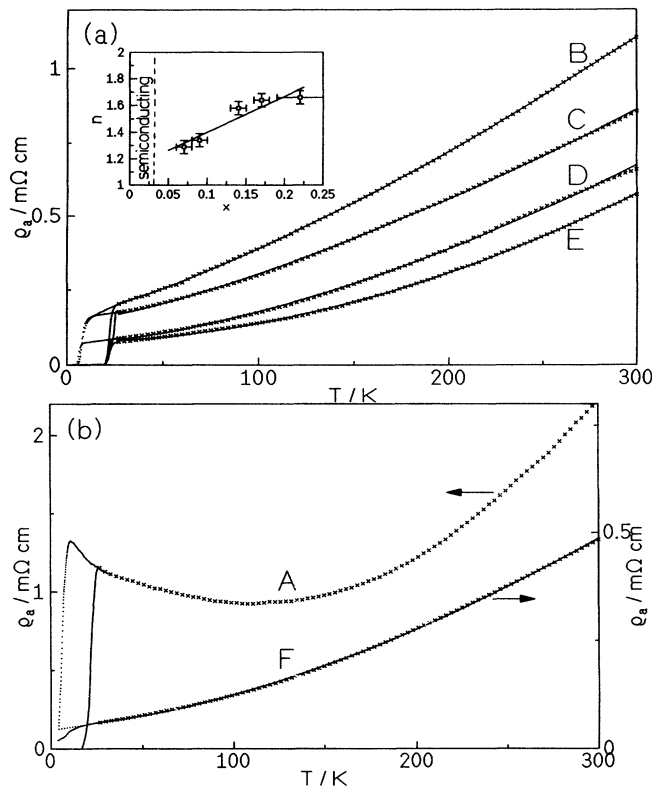 (a)
2
1.8
1.6
1.4
1.2
1
n
semiconducting
0
0.05
0.1
0.15
0.2
0.25
x
B
C
D
E
1
0.5
0
ϱₐ/mΩ cm
0
100
200
300
T/K
(b)
2
1
0
ϱₐ/mΩ cm
A
F
0.5
0
ϱₐ/mΩ cm
0
100
200
300
T/K